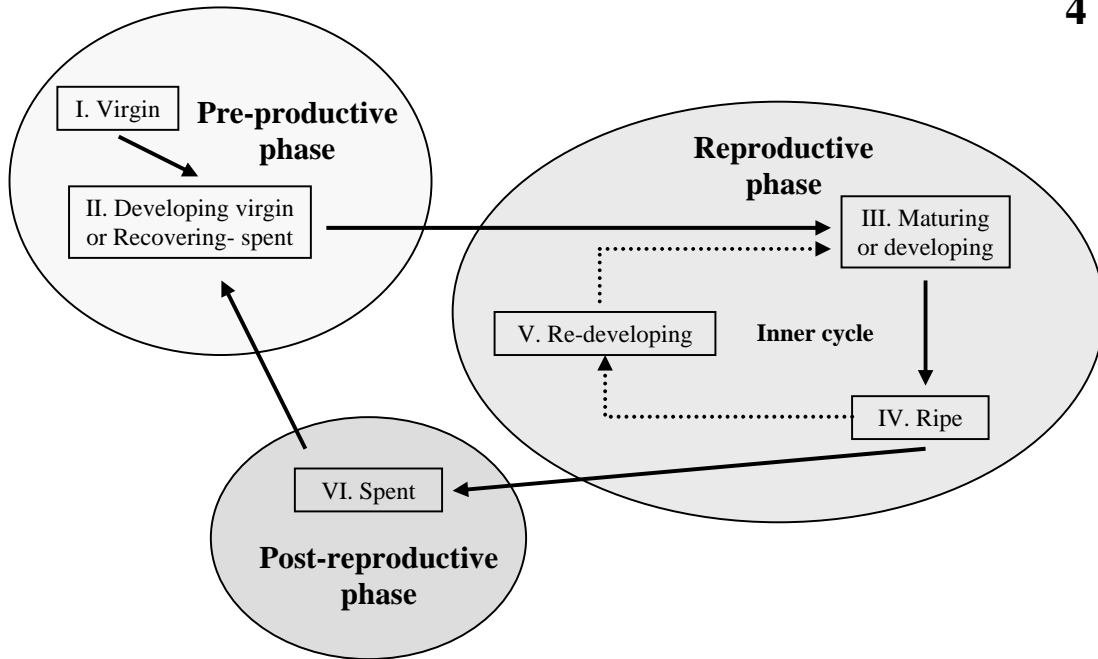 4
I. Virgin
Pre-productive
phase
II. Developing virgin
or Recovering- spent
Reproductive
phase
III. Maturing
or developing
V. Re-developing
Inner cycle
IV. Ripe
VI. Spent
Post-reproductive
phase